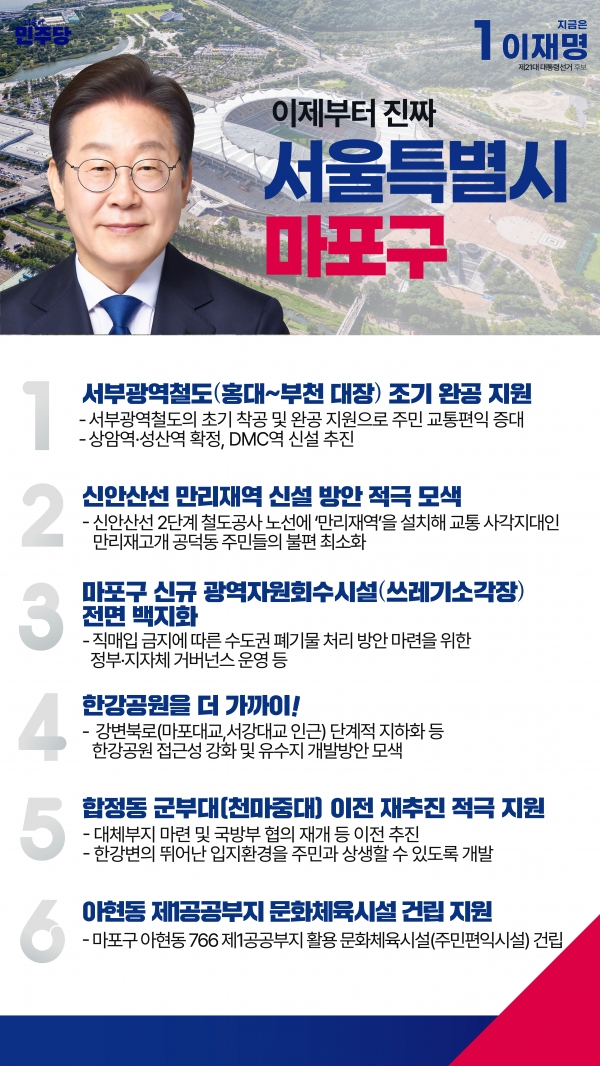 민주당
지금은
1 이재명
제21대 대통령선거 후보
이제부터 진짜
서울특별시
마포구
1
서부광역철도(홍대~부천 대장) 조기 완공 지원
- 서부광역철도의 초기 착공 및 완공 지원으로 주민 교통편익 증대
- 상암역·성산역 확정, DMC역 신설 추진
2
신안산선 만리재역 신설 방안 적극 모색
- 신안산선 2단계 철도공사 노선에 '만리재역'을 설치해 교통 사각지대인
만리재고개 공덕동 주민들의 불편 최소화
3
마포구 신규 광역자원회수시설(쓰레기소각장)
전면 백지화
- 직매입 금지에 따른 수도권 폐기물 처리 방안 마련을 위한
정부·지자체 거버넌스 운영 등
4
한강공원을 더 가까이!
- 강변북로(마포대교,서강대교 인근) 단계적 지하화 등
한강공원 접근성 강화 및 유수지 개발방안 모색
5
합정동 군부대(천마중대) 이전 재추진 적극 지원
- 대체부지 마련 및 국방부 협의 재개 등 이전 추진
- 한강변의 뛰어난 입지환경을 주민과 상생할 수 있도록 개발
6
아현동 제1공공부지 문화체육시설 건립 지원
- 마포구 아현동 766 제1공공부지 활용 문화체육시설(주민편익시설) 건립